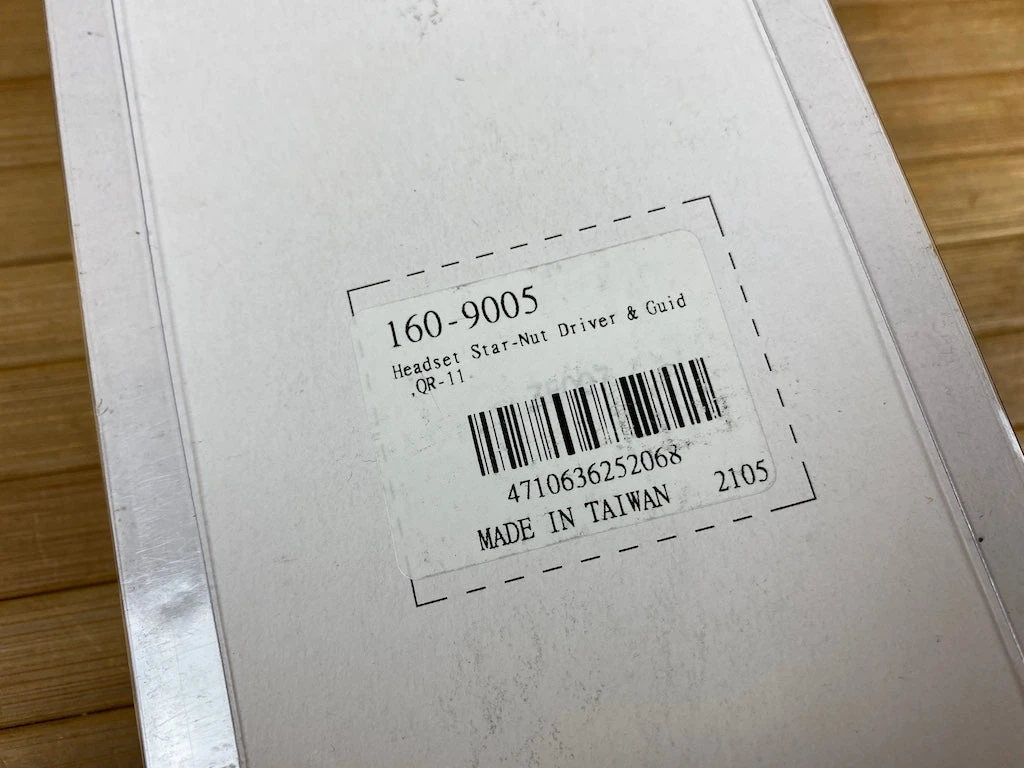 160-9005
Headset Star-Nut Driver & Guid
,QR-11
4710636252068
MADE IN TAIWAN 2105